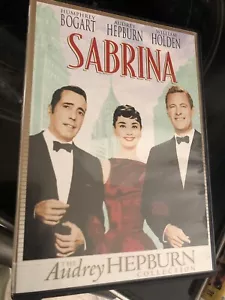 HUMPHREY AUDREY WILLIAM
BOGART HEPBURN HOLDEN
SABRINA
THE
Audrey HEPBURN
COLLECTION